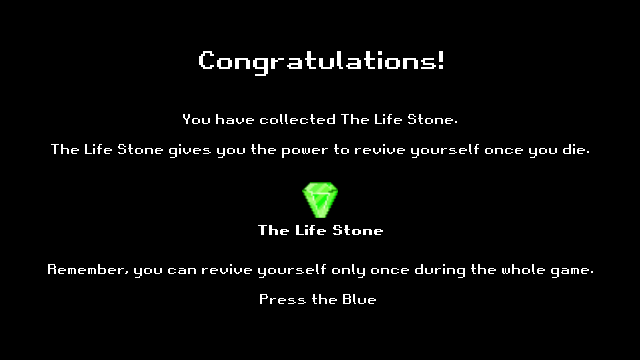 Congratulations!
You have collected The Life Stone.
The Life Stone gives you the power to revive yourself once you die.
The Life Stone
Remember, you can revive yourself only once during the whole game.
Press the Blue